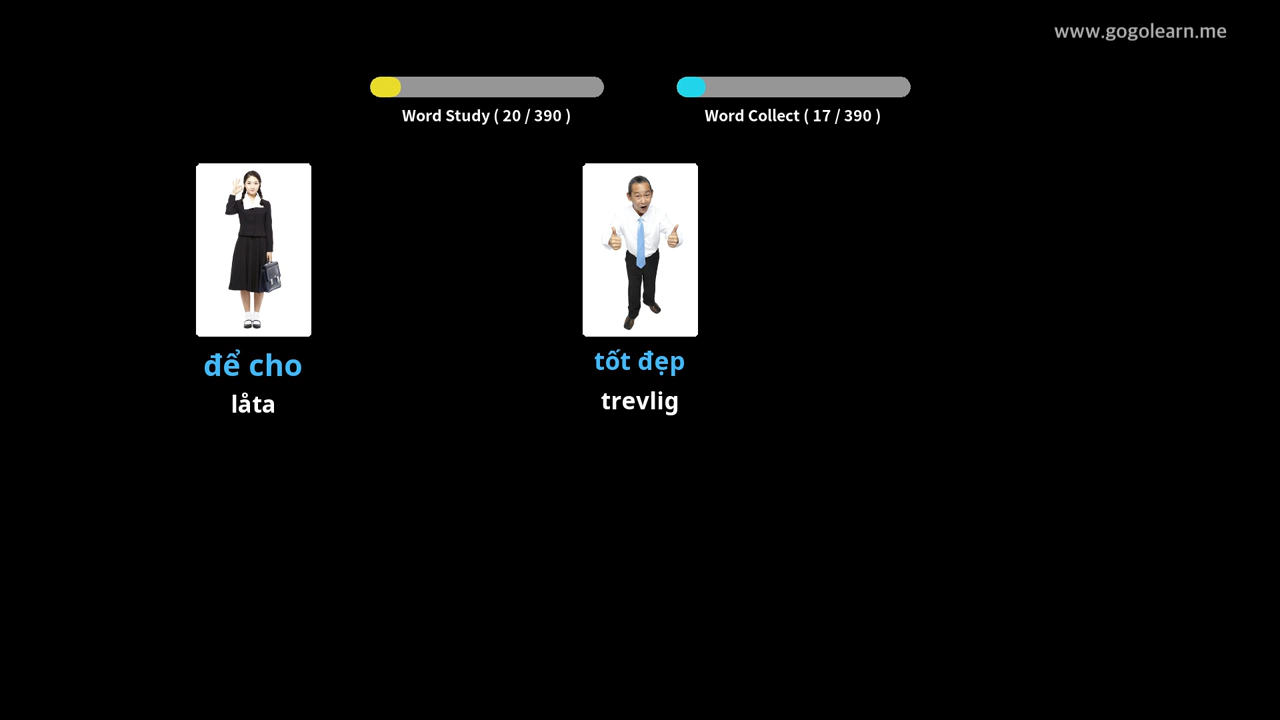 www.gogolearn.me
Word Study ( 20 / 390 )
Word Collect ( 17 / 390 )
để cho
låta
tốt đẹp
trevlig